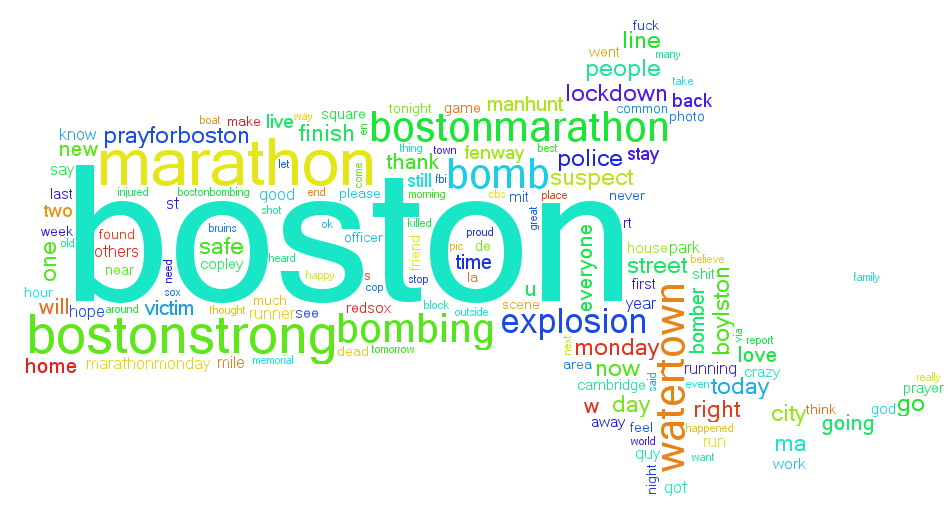 fuck
line
went
many
people
take
lockdown
back
common
photo
tonight
game
manhunt
boat
make
way
square
live
en
finish
bostonmarathon
know
prayforboston
new
marathon
let
come
thank
thing
town
fenway
best
police
stay
say
still
fbi
bomb
suspect
last
injured
bostonbombing
good
end
please
morning
cbs
mit
place
never
two
st
shot
boston
great
rt
week
old
found
others
bruins
safe
ok
officer
killed
proud
everyone
one
near
copley
need
heard
friend
pic
de
time
house
park
street
believe
shit
hour
sox
happy
s
cop
stop
la
u
first
family
will
hope
around
victim
thought
much
runner
see
redsox
block
outside
scene
year
watertown
bomber
boylston
via
report
bostonstrong
bombing
explosion
home
marathonmonday
mile
memorial
dead
tomorrow
next
monday
love
area
now
running
crazy
cambridge
said
even
today
really
prayer
w
day
right
city
think
god
go
away
feel
happened
going
world
run
ma
guy
want
work
night
got